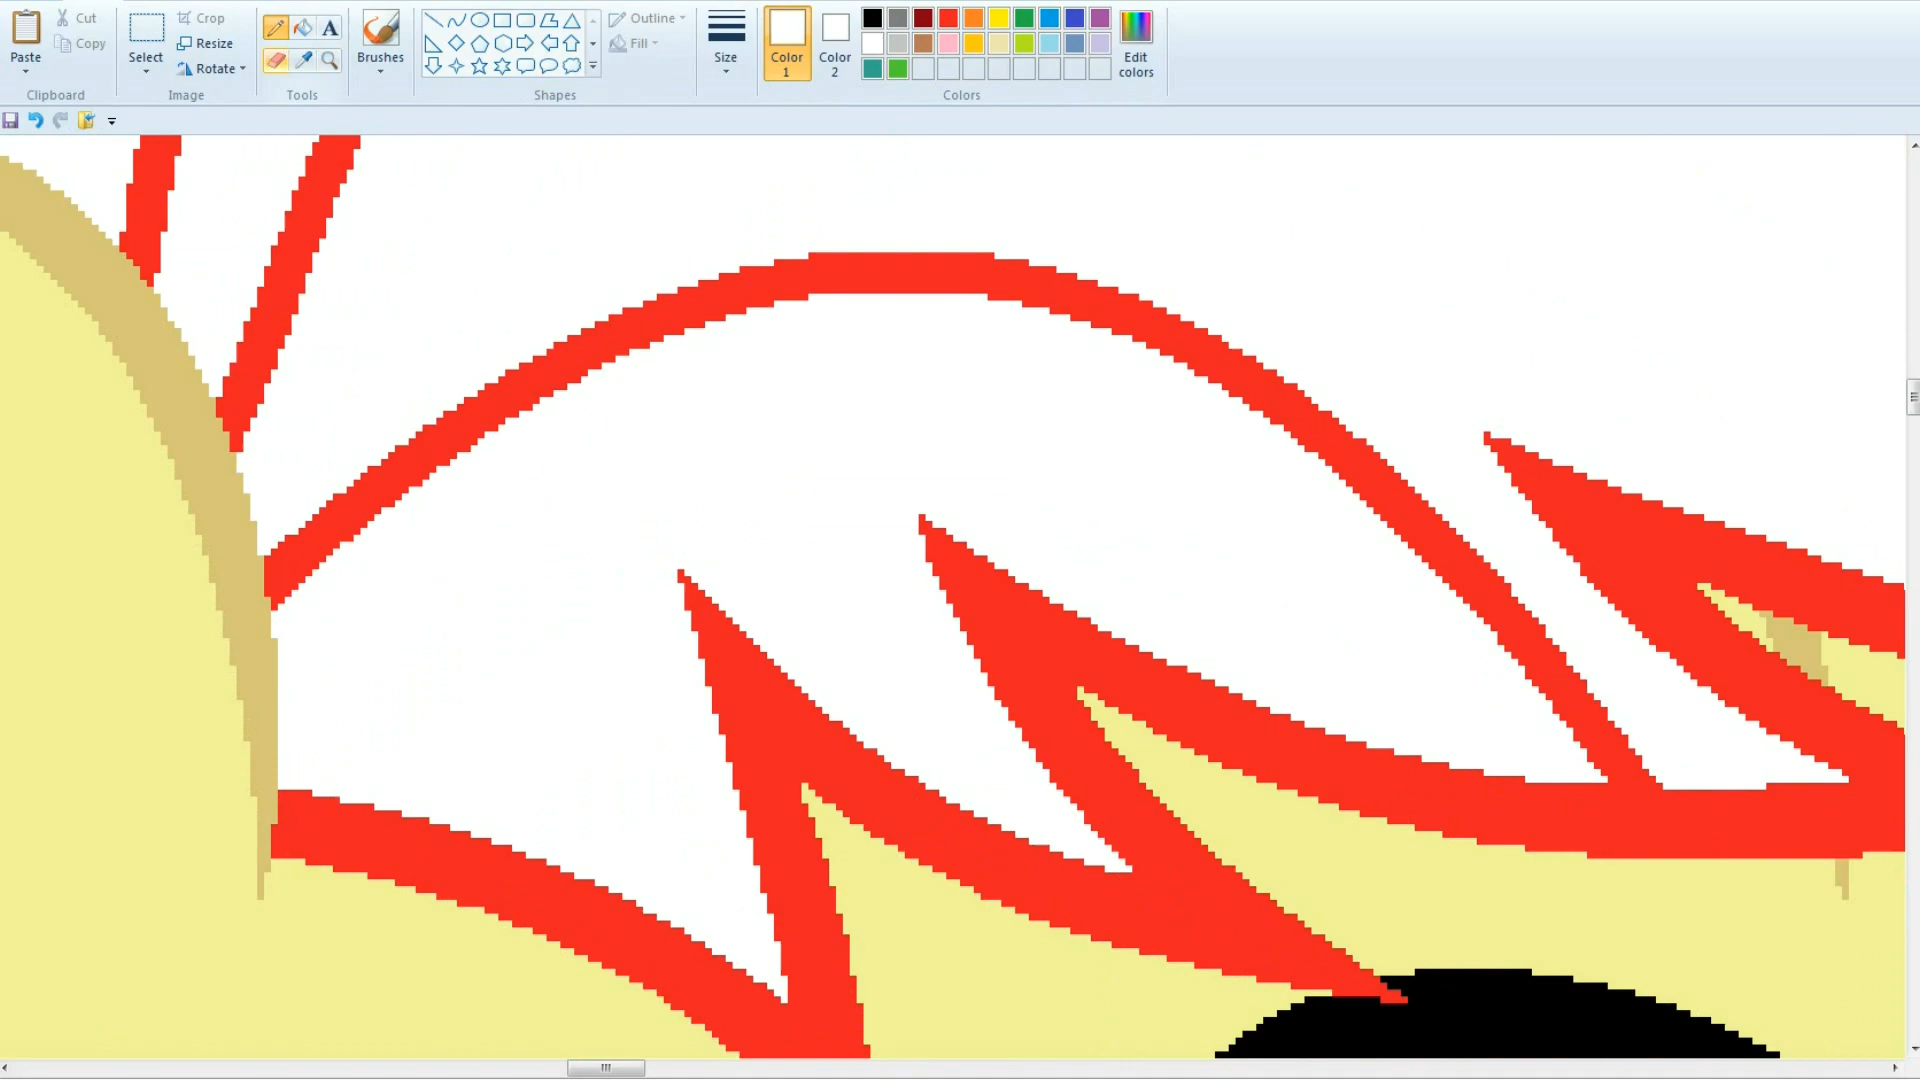 Paste
Cut
Copy
Clipboard
Select
Crop
Resize
Rotate
Image
A
Tools
Brushes
Shapes
Outline
Fill
Size
Color 1
Color 2
Colors
Edit colors